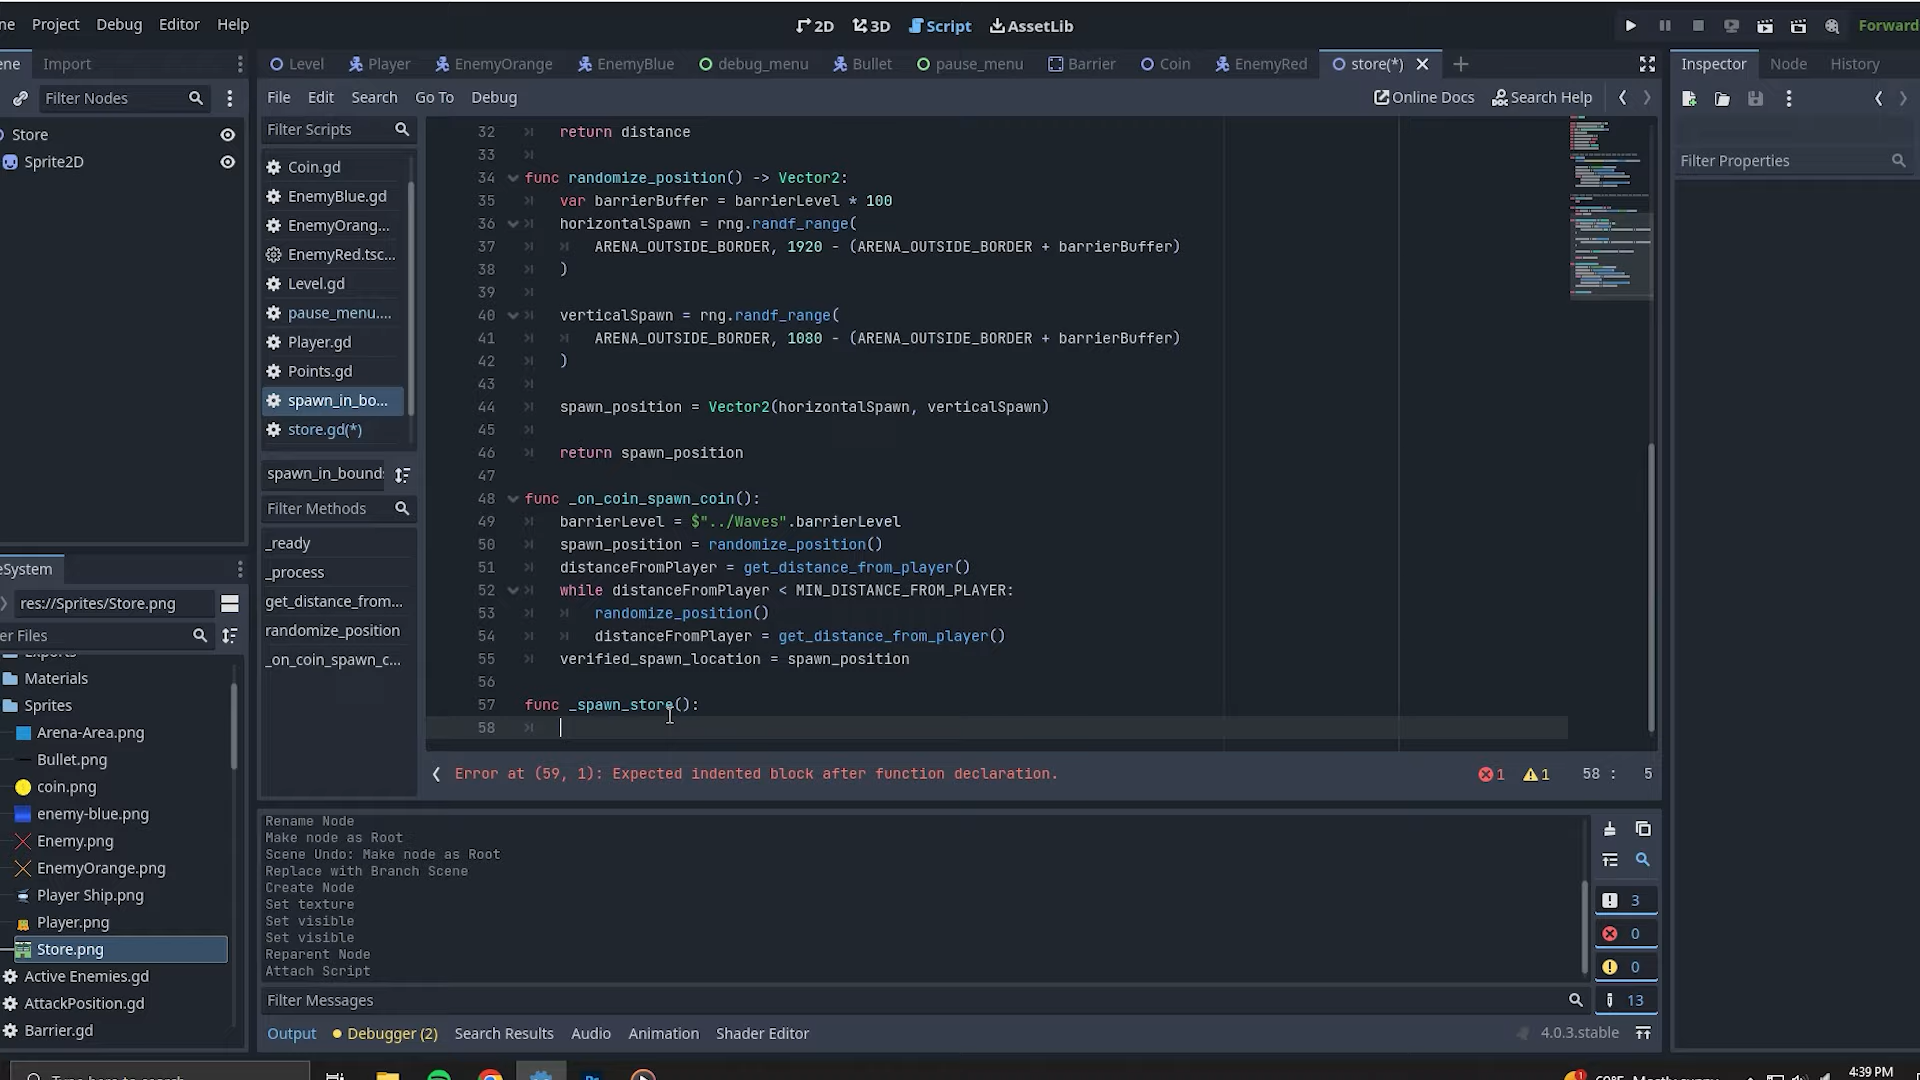 ne Project Debug Editor Help
2D 3D Script AssetLib
Forward
ene Import
Level Player EnemyOrange EnemyBlue debug_menu Bullet pause_menu Barrier Coin EnemyRed store(*)
Inspector Node History
Filter Nodes
File Edit Search Go To Debug
Online Docs Search Help
Store
Sprite2D
Filter Scripts
Coin.gd
EnemyBlue.gd
EnemyOrang...
EnemyRed.tsc...
Level.gd
pause_menu....
Player.gd
Points.gd
spawn_in_bo...
store.gd(*)
spawn_in_bound
Filter Methods
_ready
_process
get_distance_from...
randomize_position
_on_coin_spawn_c...
32 return distance
33
34 func randomize_position() -> Vector2:
35 var barrierBuffer = barrierLevel * 100
36 horizontalSpawn = rng.randf_range(
37 ARENA_OUTSIDE_BORDER, 1920 - (ARENA_OUTSIDE_BORDER + barrierBuffer)
38 )
39
40 verticalSpawn = rng.randf_range(
41 ARENA_OUTSIDE_BORDER, 1080 - (ARENA_OUTSIDE_BORDER + barrierBuffer)
42 )
43
44 spawn_position = Vector2(horizontalSpawn, verticalSpawn)
45
46 return spawn_position
47
48 func _on_coin_spawn_coin():
49 barrierLevel = $"../Waves".barrierLevel
50 spawn_position = randomize_position()
51 distanceFromPlayer = get_distance_from_player()
52 while distanceFromPlayer < MIN_DISTANCE_FROM_PLAYER:
53 randomize_position()
54 distanceFromPlayer = get_distance_from_player()
55 verified_spawn_location = spawn_position
56
57 func _spawn_store():
58
Error at (59, 1): Expected indented block after function declaration.
1 1 58 : 5
Filter Properties
eSystem
res://Sprites/Store.png
er Files
Exports
Materials
Sprites
Arena-Area.png
Bullet.png
coin.png
enemy-blue.png
Enemy.png
EnemyOrange.png
Player Ship.png
Player.png
Store.png
Active Enemies.gd
AttackPosition.gd
Barrier.gd
Rename Node
Make node as Root
Scene Undo: Make node as Root
Replace with Branch Scene
Create Node
Set texture
Set visible
Set visible
Reparent Node
Attach Script
3
0
0
13
Filter Messages
Output Debugger (2) Search Results Audio Animation Shader Editor
4.0.3.stable
4:39 PM